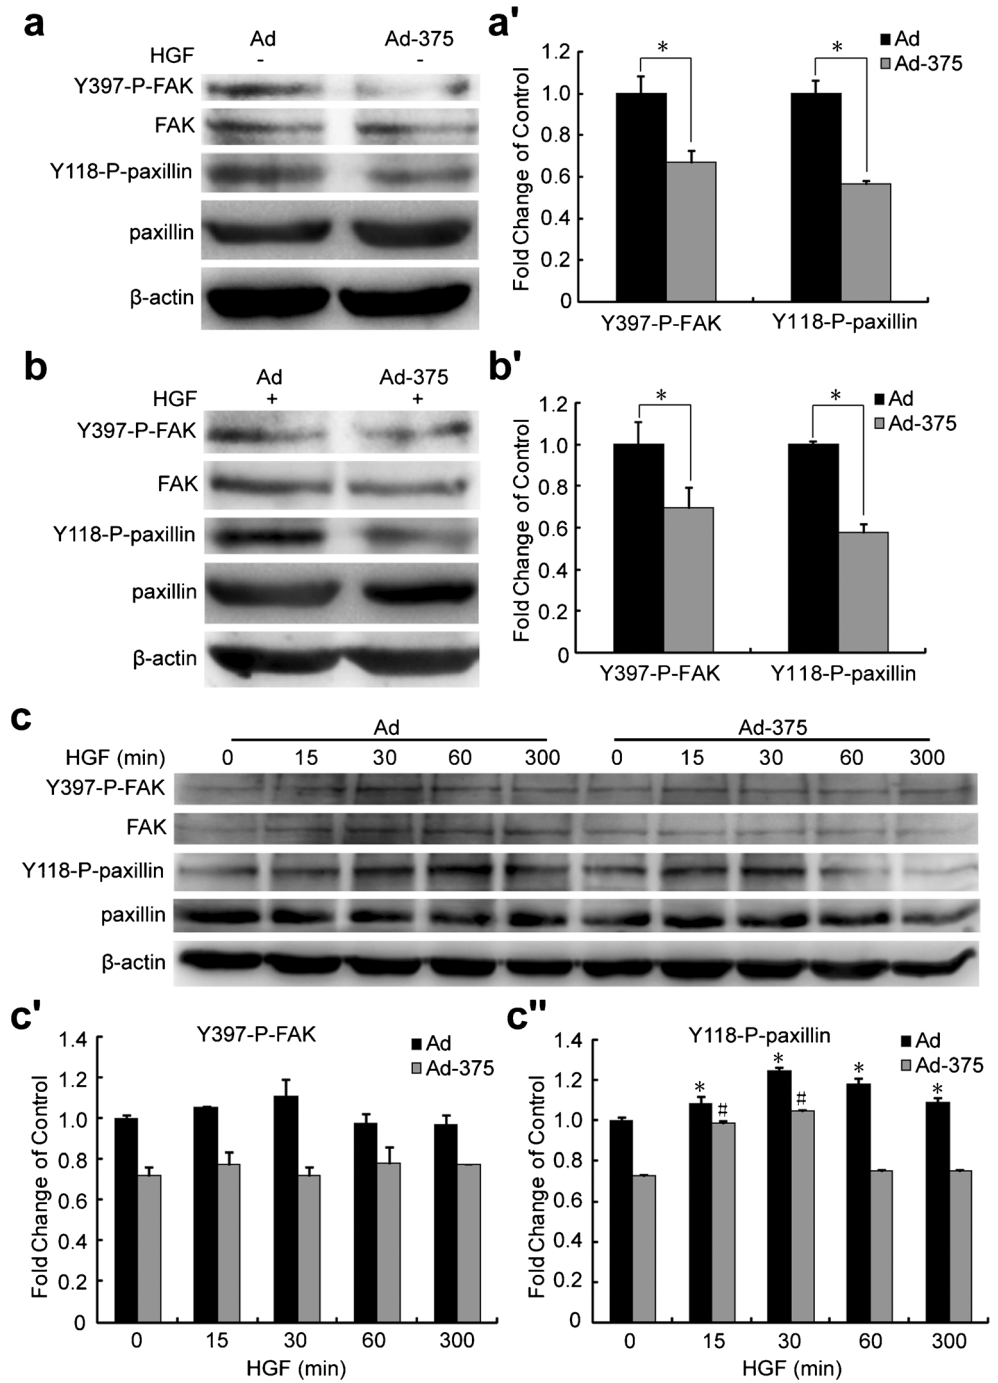 a
Ad Ad-375
HGF - -
Y397-P-FAK
FAK
Y118-P-paxillin
paxillin
β-actin
a'
Fold Change of Control
1.2
1.0
0.8
0.6
0.4
0.2
0
* *
Ad
Ad-375
Y397-P-FAK Y118-P-paxillin
b
Ad Ad-375
HGF + +
Y397-P-FAK
FAK
Y118-P-paxillin
paxillin
β-actin
b'
Fold Change of Control
1.2
1.0
0.8
0.6
0.4
0.2
0
* *
Ad
Ad-375
Y397-P-FAK Y118-P-paxillin
c
Ad Ad-375
HGF (min) 0 15 30 60 300 0 15 30 60 300
Y397-P-FAK
FAK
Y118-P-paxillin
paxillin
β-actin
c'
Y397-P-FAK
Fold Change of Control
1.4
1.2
1.0
0.8
0.6
0.4
0.2
0
Ad
Ad-375
0 15 30 60 300
HGF (min)
c"
Y118-P-paxillin
Fold Change of Control
1.4
1.2
1.0
0.8
0.6
0.4
0.2
0
Ad
Ad-375
* * * *
# #
0 15 30 60 300
HGF (min)